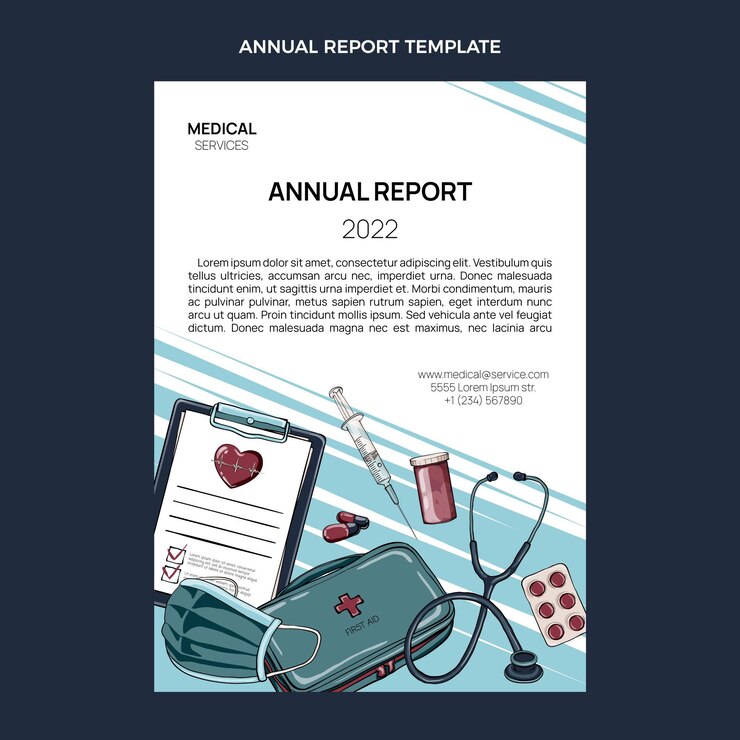 ANNUAL REPORT TEMPLATE
MEDICAL
SERVICES
ANNUAL REPORT
2022
Lorem ipsum dolor sit amet, consectetur adipiscing elit. Vestibulum quis
tellus ultricies, accumsan arcu nec, imperdiet urna. Donec malesuada
tincidunt enim, ut sagittis urna imperdiet et. Morbi condimentum, mauris
ac pulvinar pulvinar, metus sapien rutrum sapien, eget interdum nunc
arcu ut quam. Proin tincidunt mollis ipsum. Sed vehicula ante vel feugiat
dictum. Donec malesuada magna nec est maximus, nec lacinia arcu
www.medical@service.com
5555 Lorem Ipsum str.
+1 (234) 567890
FIRST AID